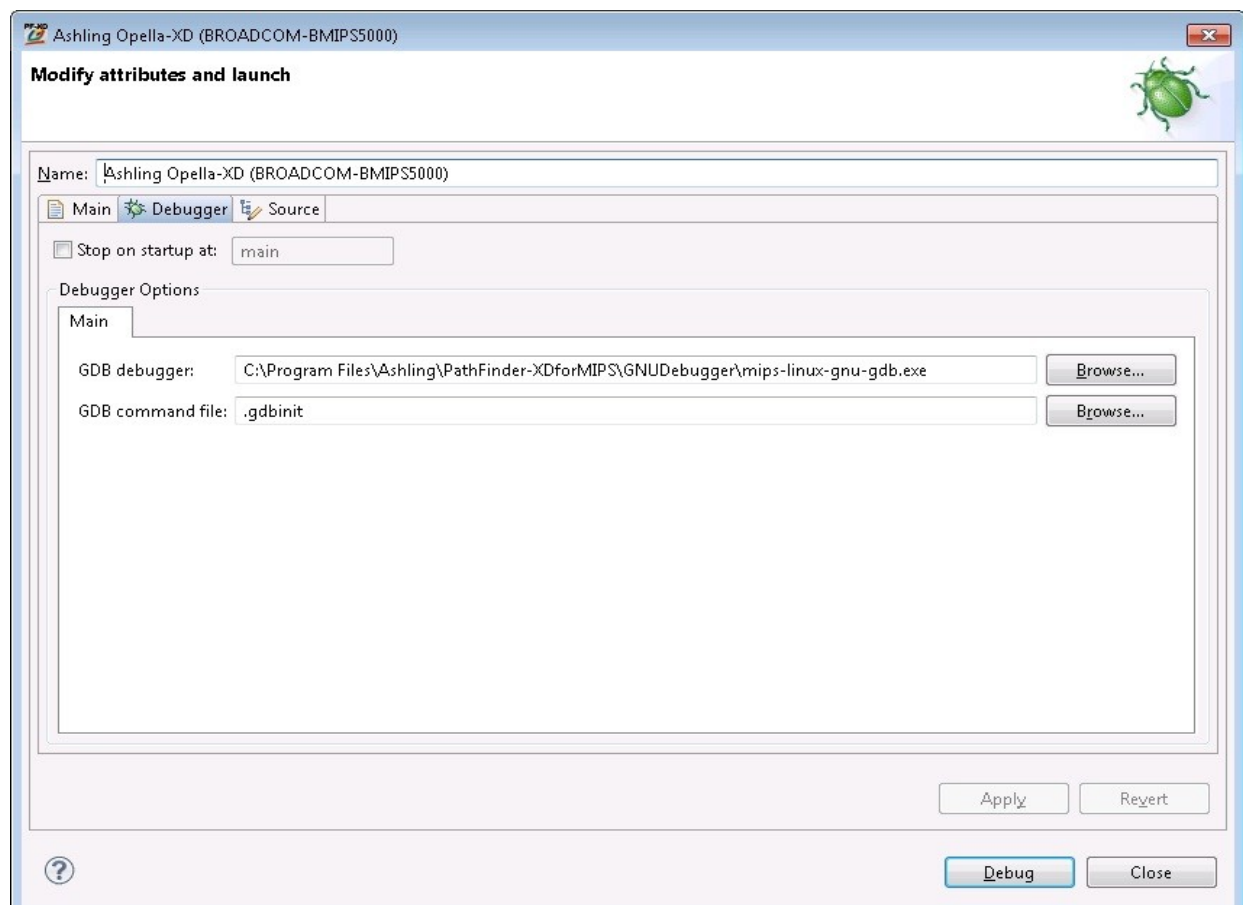 PF-XD
Ashling Opella-XD (BROADCOM-BMIPS5000)
Modify attributes and launch
Name: Ashling Opella-XD (BROADCOM-BMIPS5000)
Main Debugger Source
Stop on startup at: main
Debugger Options
Main
GDB debugger: C:\Program Files\Ashling\PathFinder-XDforMIPS\GNUDebugger\mips-linux-gnu-gdb.exe Browse...
GDB command file: .gdbinit Browse...
Apply Revert
? Debug Close